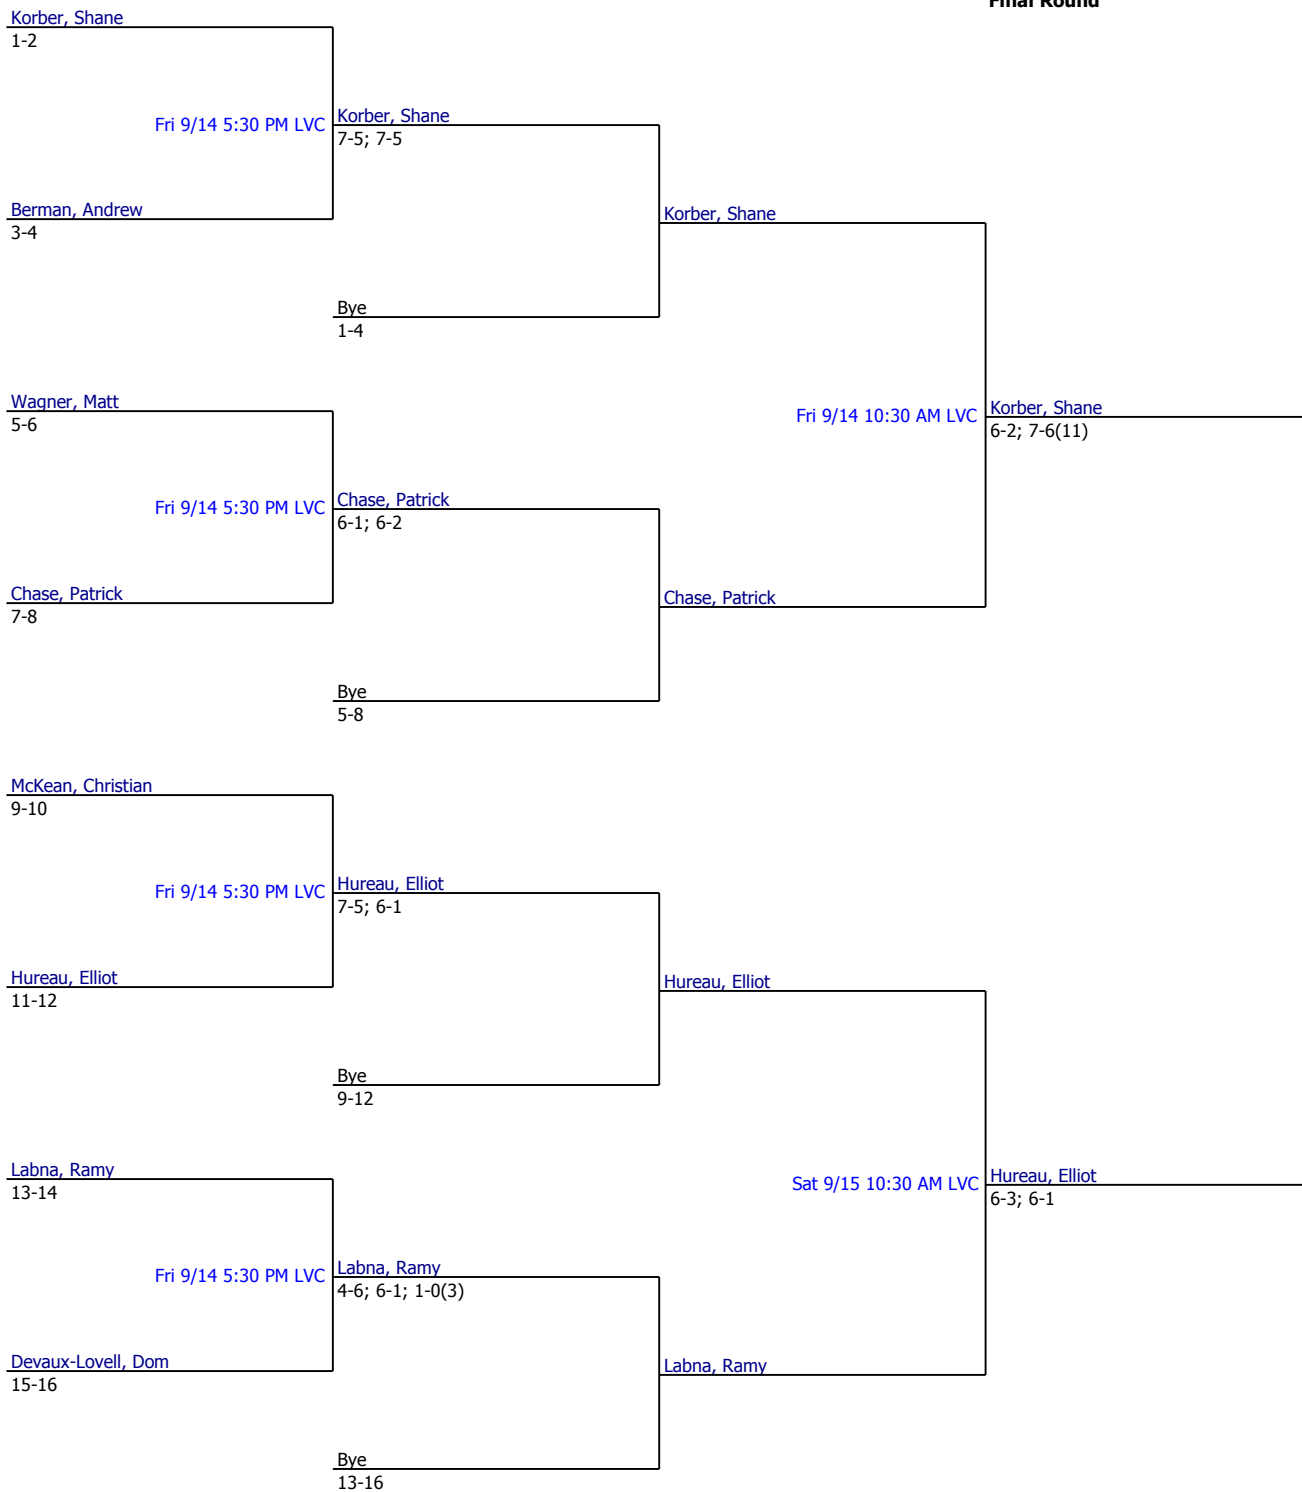 Final Round
Korber, Shane
1-2
Fri 9/14 5:30 PM LVC
Korber, Shane
7-5; 7-5
Berman, Andrew
3-4
Korber, Shane
Bye
1-4
Wagner, Matt
5-6
Fri 9/14 10:30 AM LVC
Korber, Shane
6-2; 7-6(11)
Fri 9/14 5:30 PM LVC
Chase, Patrick
6-1; 6-2
Chase, Patrick
7-8
Chase, Patrick
Bye
5-8
McKean, Christian
9-10
Fri 9/14 5:30 PM LVC
Hureau, Elliot
7-5; 6-1
Hureau, Elliot
11-12
Hureau, Elliot
Bye
9-12
Labna, Ramy
13-14
Sat 9/15 10:30 AM LVC
Hureau, Elliot
6-3; 6-1
Fri 9/14 5:30 PM LVC
Labna, Ramy
4-6; 6-1; 1-0(3)
Devaux-Lovell, Dom
15-16
Labna, Ramy
Bye
13-16